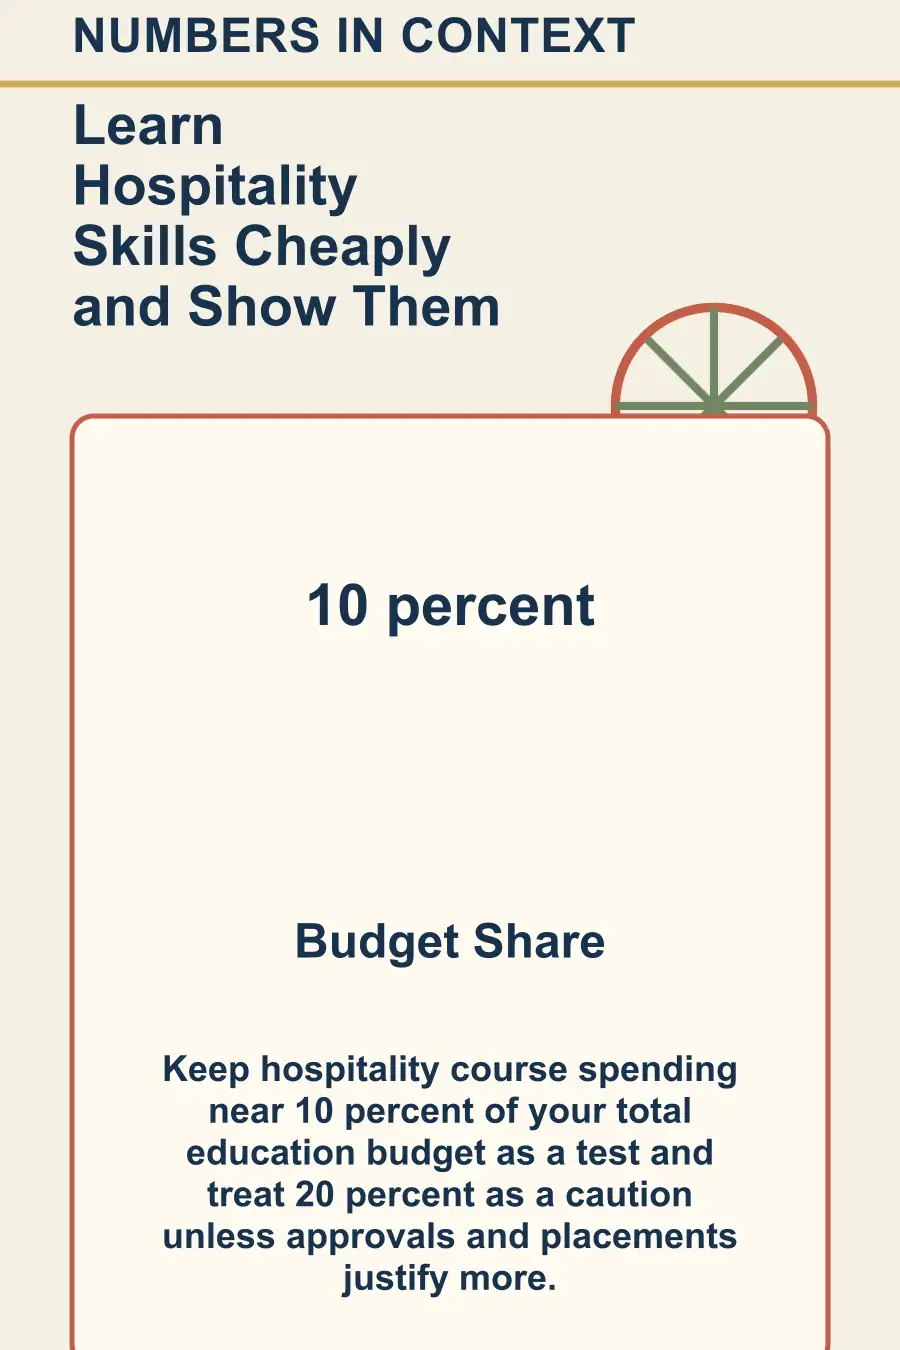 NUMBERS IN CONTEXT
Learn
Hospitality
Skills Cheaply
and Show Them
10 percent
Budget Share
Keep hospitality course spending
near 10 percent of your total
education budget as a test and
treat 20 percent as a caution
unless approvals and placements
justify more.